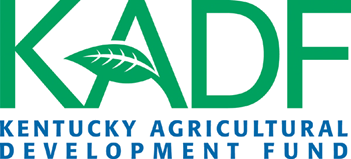 KADF
KENTUCKY AGRICULTURAL
DEVELOPMENT FUND